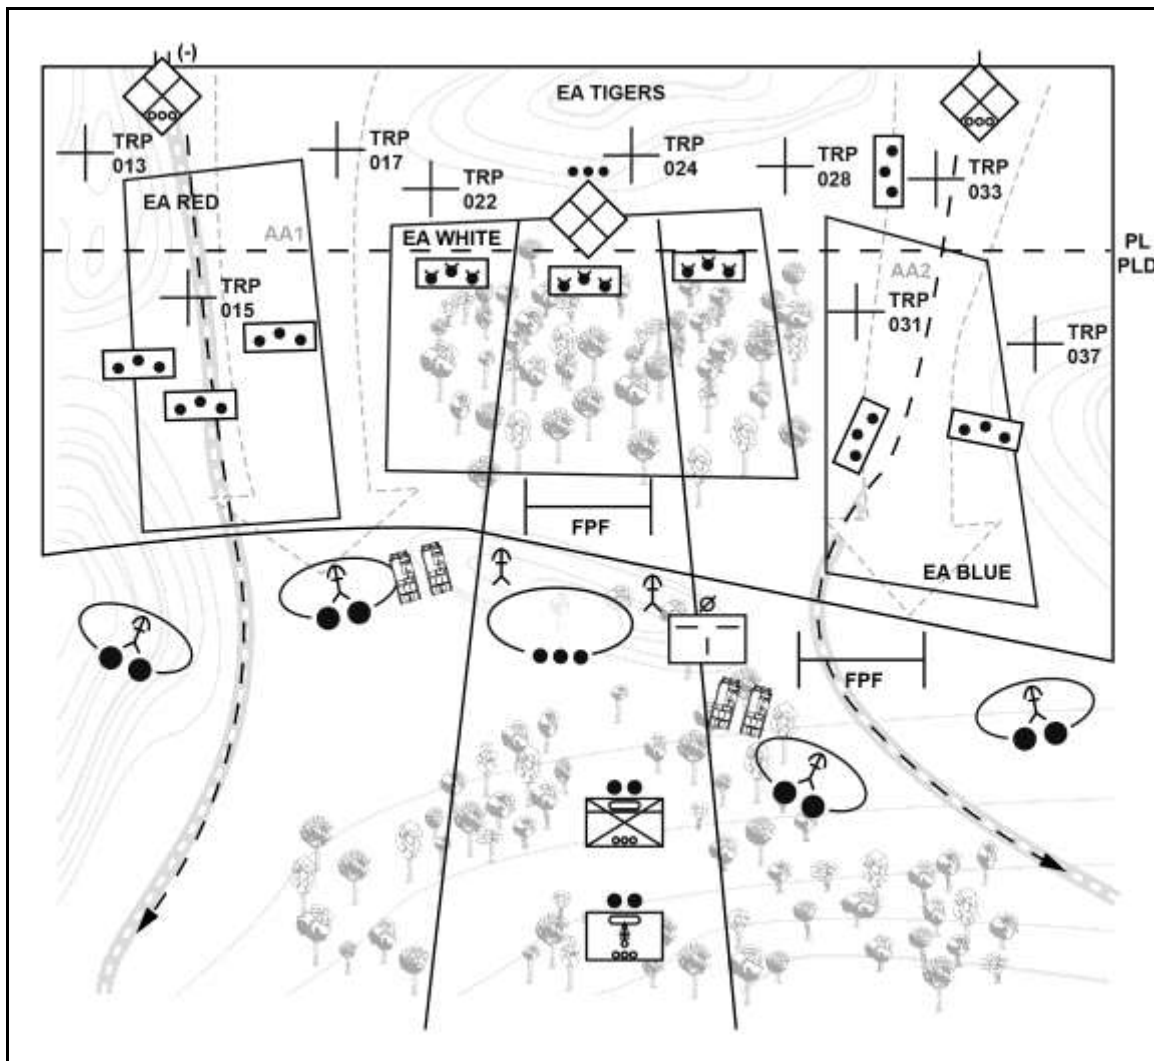 (-)
EA TIGERS
TRP
013
TRP
017
TRP
022
TRP
024
TRP
028
TRP
033
EA RED
AA1
EA WHITE
PL
PLD
AA2
TRP
015
TRP
031
TRP
037
FPF
EA BLUE
FPF